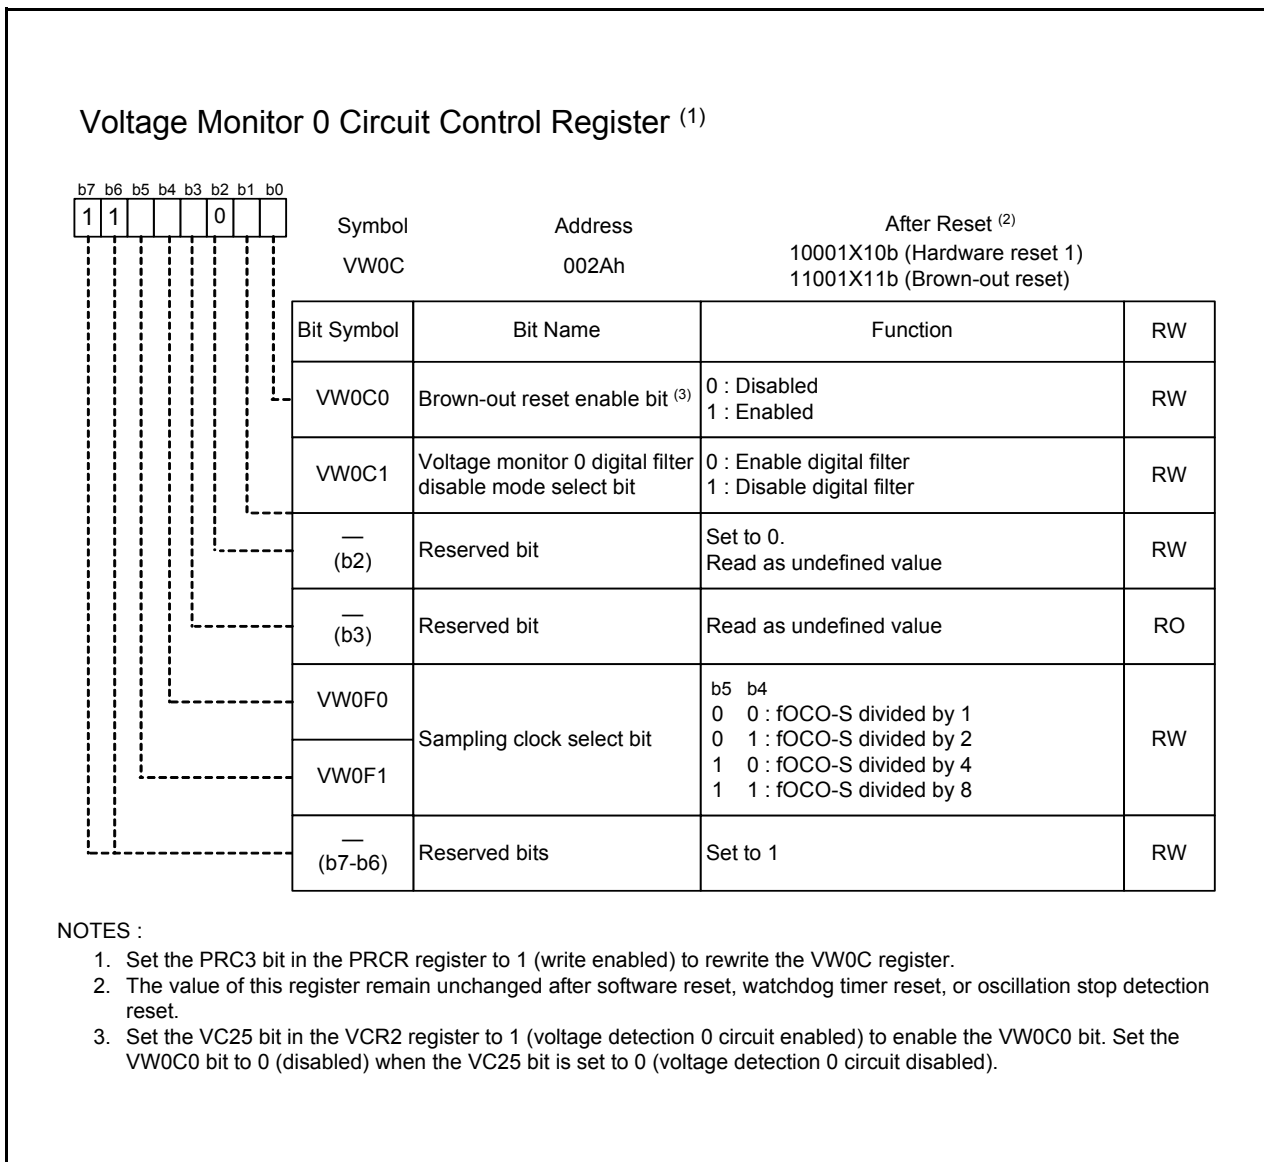 Voltage Monitor 0 Circuit Control Register (1)
b7 b6 b5 b4 b3 b2 b1 b0
1 1 0
Symbol Address After Reset (2)
VW0C 002Ah 10001X10b (Hardware reset 1)
11001X11b (Brown-out reset)
Bit Symbol Bit Name Function RW
VW0C0 Brown-out reset enable bit (3) 0 : Disabled RW
1 : Enabled
VW0C1 Voltage monitor 0 digital filter 0 : Enable digital filter RW
disable mode select bit 1 : Disable digital filter
— (b2) Reserved bit Set to 0. RW
Read as undefined value
— (b3) Reserved bit Read as undefined value RO
VW0F0 Sampling clock select bit b5 b4 RW
0 0 : fOCO-S divided by 1
0 1 : fOCO-S divided by 2
VW0F1 1 0 : fOCO-S divided by 4
1 1 : fOCO-S divided by 8
— (b7-b6) Reserved bits Set to 1 RW
NOTES :
1. Set the PRC3 bit in the PRCR register to 1 (write enabled) to rewrite the VW0C register.
2. The value of this register remain unchanged after software reset, watchdog timer reset, or oscillation stop detection
reset.
3. Set the VC25 bit in the VCR2 register to 1 (voltage detection 0 circuit enabled) to enable the VW0C0 bit. Set the
VW0C0 bit to 0 (disabled) when the VC25 bit is set to 0 (voltage detection 0 circuit disabled).